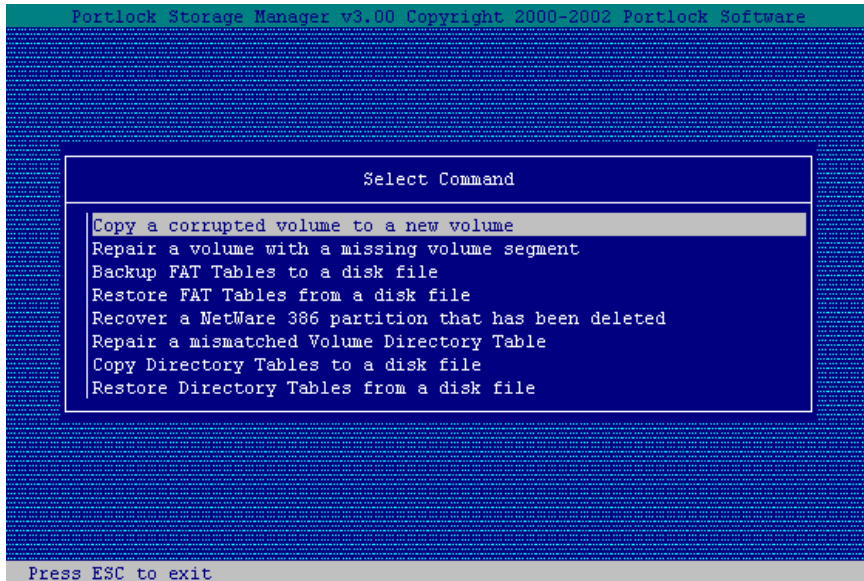 Portlock Storage Manager v3.00 Copyright 2000-2002 Portlock Software
Select Command
Copy a corrupted volume to a new volume
Repair a volume with a missing volume segment
Backup FAT Tables to a disk file
Restore FAT Tables from a disk file
Recover a NetWare 386 partition that has been deleted
Repair a mismatched Volume Directory Table
Copy Directory Tables to a disk file
Restore Directory Tables from a disk file
Press ESC to exit